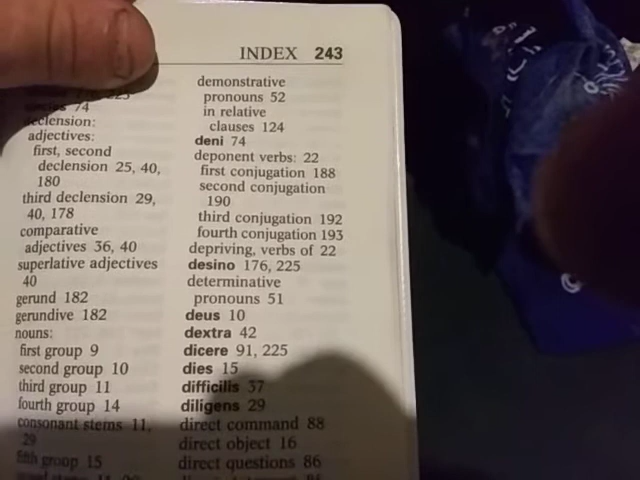 INDEX 243
74
declension:
adjectives:
first, second
declension 25, 40,
180
third declension 29,
40, 178
comparative
adjectives 36, 40
superlative adjectives
40
gerund 182
gerundive 182
nouns:
first group 9
second group 10
third group 11
fourth group 14
consonant stems 11,
29
fifth group 15
demonstrative
pronouns 52
in relative
clauses 124
deni 74
deponent verbs: 22
first conjugation 188
second conjugation
190
third conjugation 192
fourth conjugation 193
depriving, verbs of 22
desino 176, 225
determinative
pronouns 51
deus 10
dextra 42
dicere 91, 225
dies 15
difficilis 37
diligens 29
direct command 88
direct object 16
direct questions 86